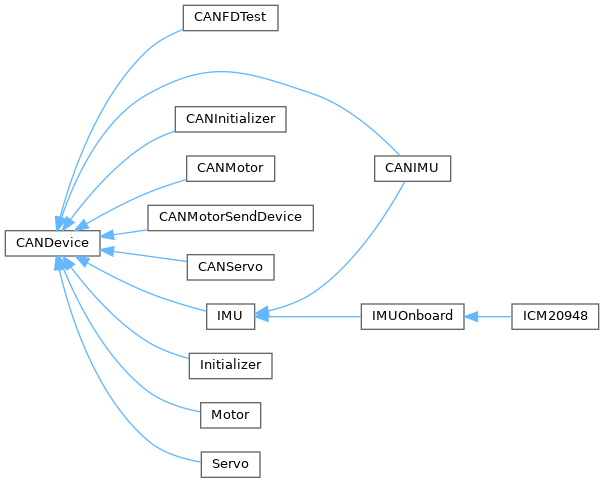 CANFDTest
CANInitializer
CANMotor
CANIMU
CANMotorSendDevice
CANDevice
CANServo
IMU
IMUOnboard
ICM20948
Initializer
Motor
Servo